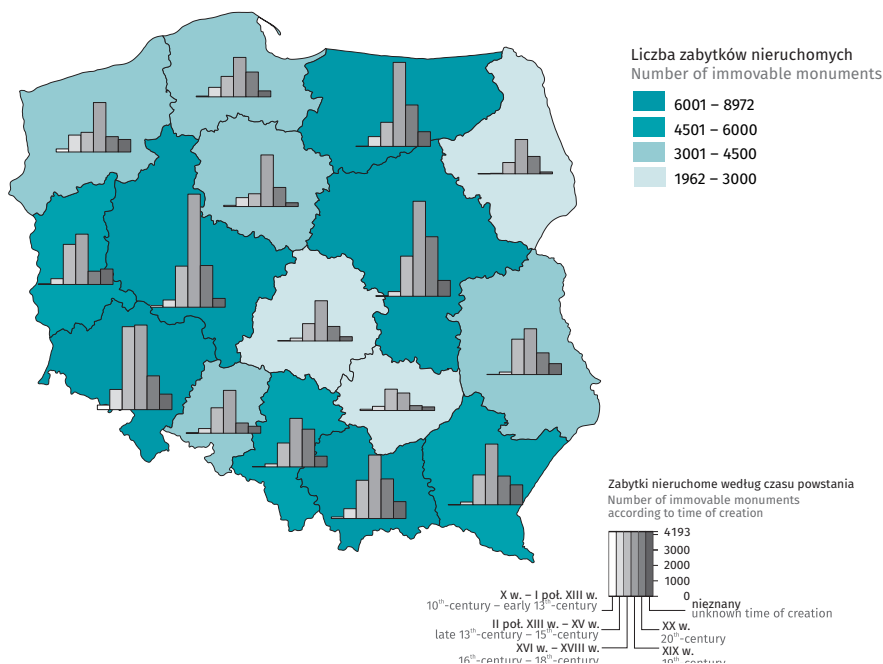 Liczba zabytków nieruchomych
Number of immovable monuments
6001 – 8972
4501 – 6000
3001 – 4500
1962 – 3000
Zabytki nieruchome według czasu powstania
Number of immovable monuments
according to time of creation
4193
3000
2000
1000
0
X w. – I poł. XIII w.
10th-century – early 13th-century
II poł. XIII w. – XV w.
late 13th-century – 15th-century
XVI w. – XVIII w.
16th-century – 18th-century
nieznany
unknown time of creation
XX w.
20th-century
XIX w.
19th-century